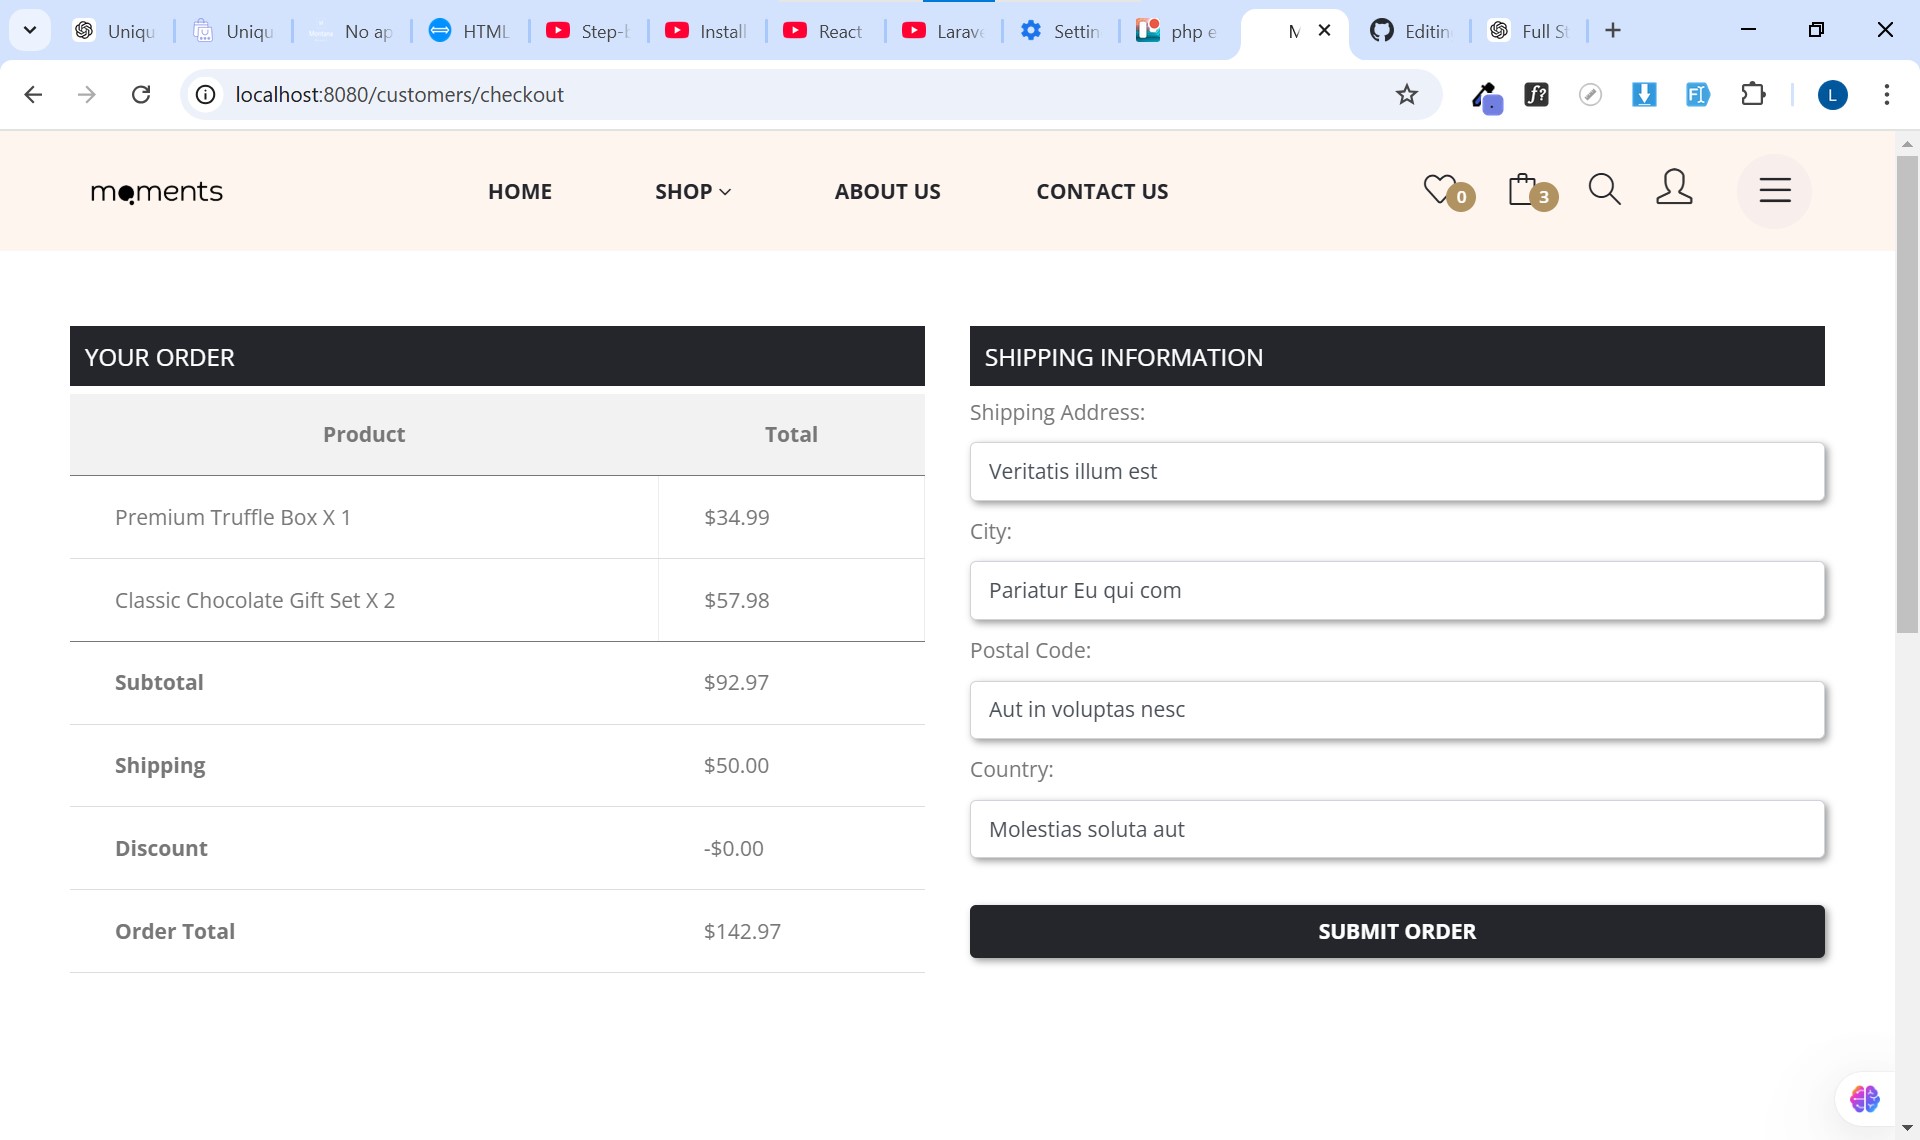 Uniqu
Uniqu
No ap
HTML
Step-b
Install
React
Larav
Settin
php e
M
Editin
Full St
localhost:8080/customers/checkout
L
moments
HOME
SHOP
ABOUT US
CONTACT US
0
3
YOUR ORDER
Product Total
Premium Truffle Box X 1 $34.99
Classic Chocolate Gift Set X 2 $57.98
Subtotal $92.97
Shipping $50.00
Discount -$0.00
Order Total $142.97
SHIPPING INFORMATION
Shipping Address:
Veritatis illum est
City:
Pariatur Eu qui com
Postal Code:
Aut in voluptas nesc
Country:
Molestias soluta aut
SUBMIT ORDER